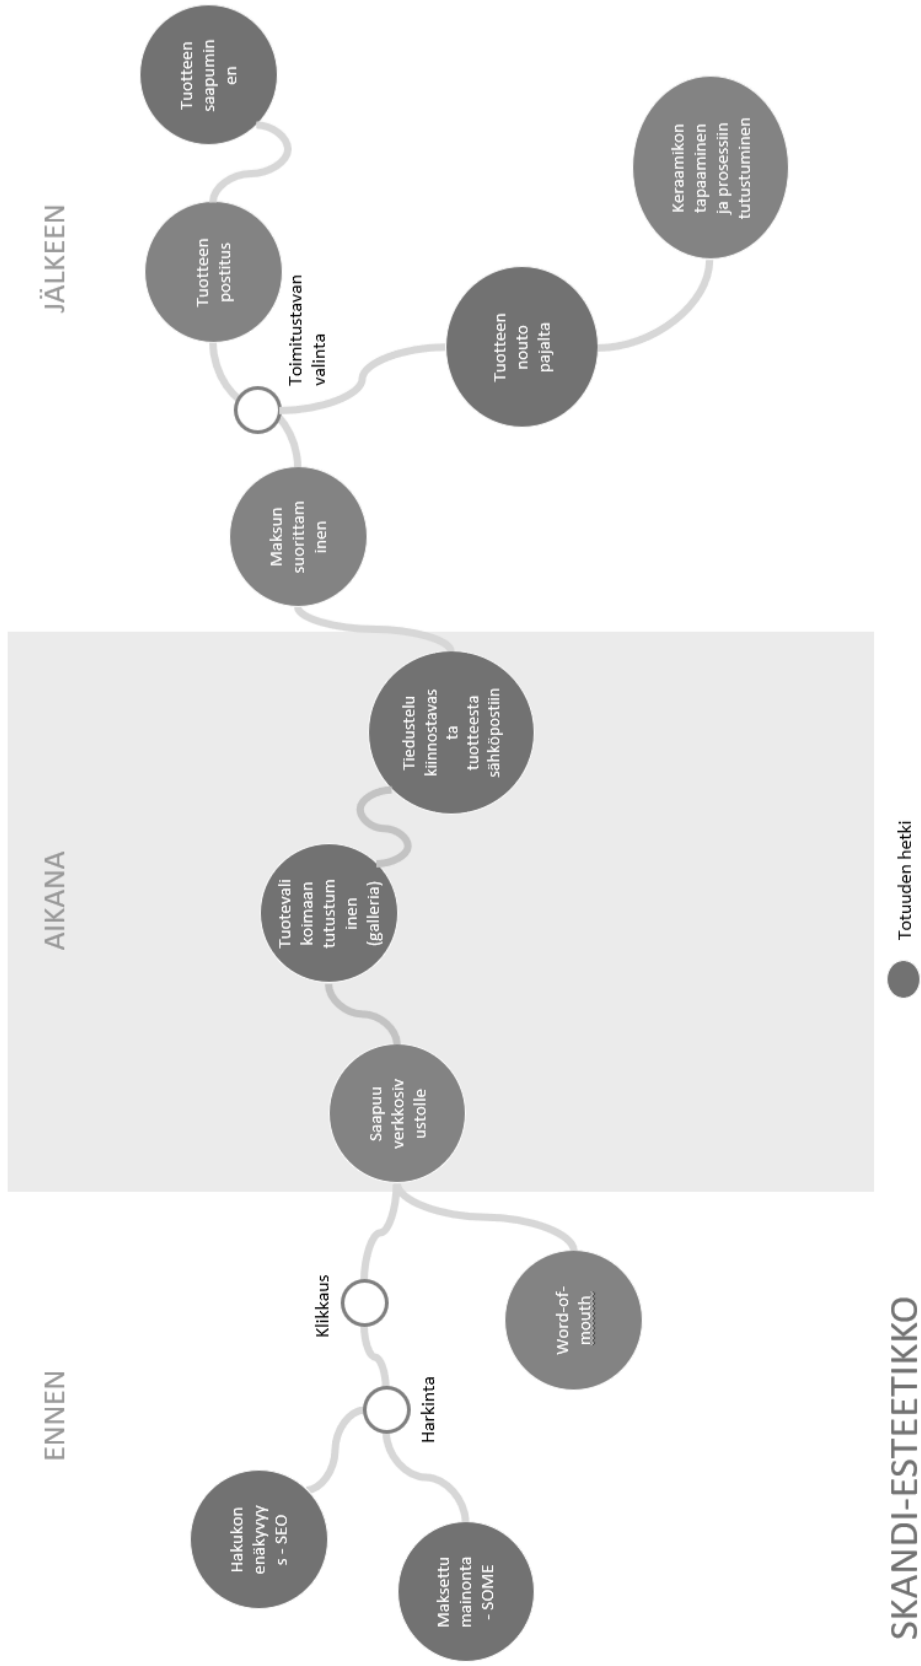 ENNEN
AIKANA
JÄLKEEN
Hakukon
enäkyvyy
s - SEO
Maksettu
mainonta
- SOME
Harkinta
Klikkaus
Word-of-
mouth
Saapuu
verkkosiv
ustolle
Tuotevali
koimaan
tutustum
inen
(galleria)
Tiedustelu
kiinnostavas
ta
tuotteesta
sähköpostiin
Maksun
suorittam
inen
Toimitustavan
valinta
Tuotteen
postitus
Tuotteen
saapumin
en
Tuotteen
nouto
pajalta
Keraamikon
tapaaminen
ja prosessiin
tutustuminen
SKANDI-ESTEETIKKO
Totuuden hetki